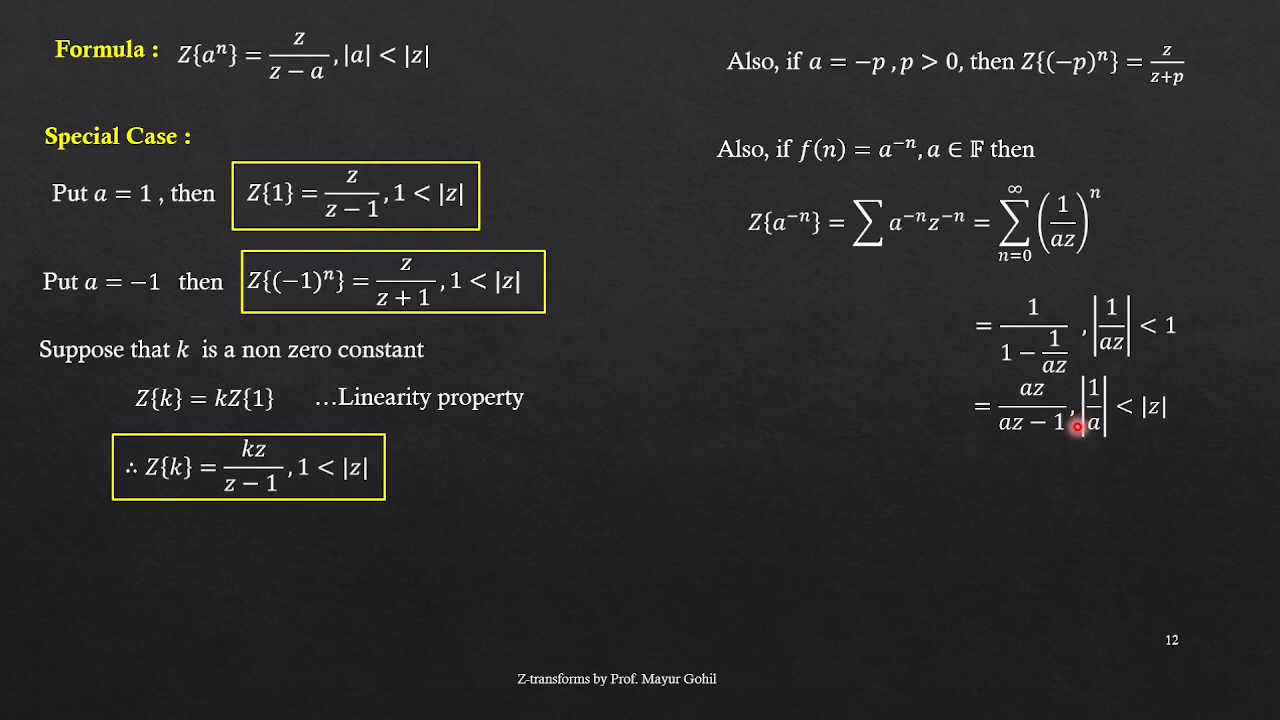 Formula : Z{aⁿ} = z/(z − a), |a| < |z|
Special Case :
Put a = 1 , then Z{1} = z/(z − 1), 1 < |z|
Put a = −1 then Z{(−1)ⁿ} = z/(z + 1), 1 < |z|
Suppose that k is a non zero constant
Z{k} = kZ{1} …Linearity property
∴ Z{k} = kz/(z − 1), 1 < |z|
Also, if a = −p , p > 0, then Z{(−p)ⁿ} = z/(z+p)
Also, if f(n) = a⁻ⁿ, a ∈ 𝔽 then
Z{a⁻ⁿ} = ∑ a⁻ⁿz⁻ⁿ = ∑_{n=0}^{∞} (1/(az))ⁿ
= 1/(1 − 1/(az)) , |1/(az)| < 1
= az/(az − 1), |1/a| < |z|
12
Z-transforms by Prof. Mayur Gohil